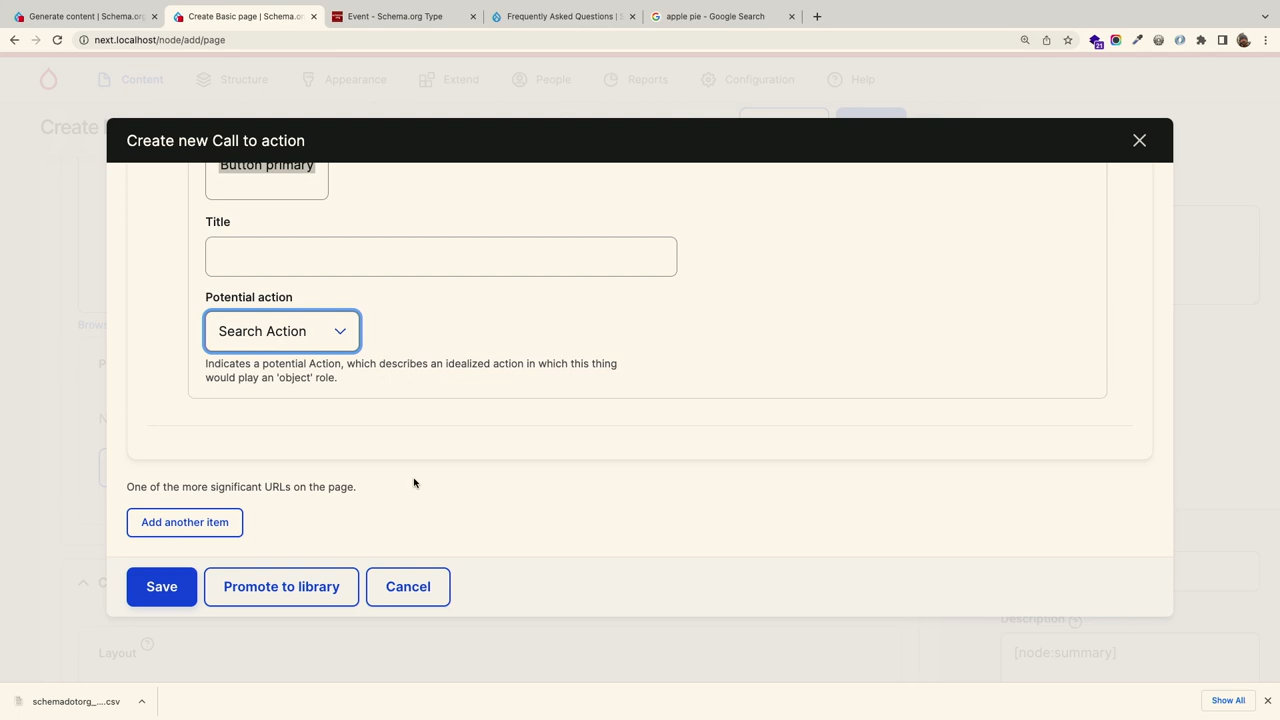 Generate content | Schema.or
Create Basic page | Schema.o
Event - Schema.org Type
Frequently Asked Questions | S
apple pie - Google Search
next.localhost/node/add/page
21
Content
Structure
Appearance
Extend
People
Reports
Configuration
Help
Create
Create new Call to action
Button primary
Title
Potential action
Search Action
Indicates a potential Action, which describes an idealized action in which this thing
would play an 'object' role.
Brows
One of the more significant URLs on the page.
Add another item
Save
Promote to library
Cancel
Description
Layout
[node:summary]
schemadotorg_....csv
Show All